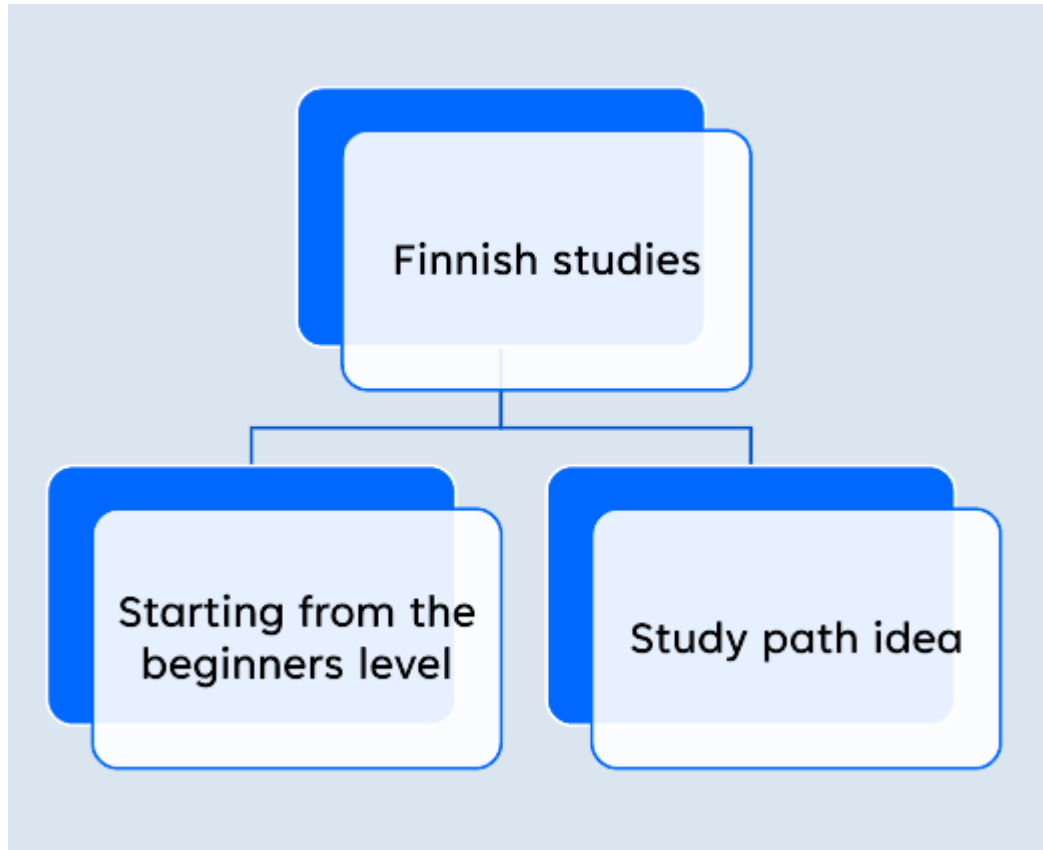 Finnish studies
Starting from the
beginners level
Study path idea